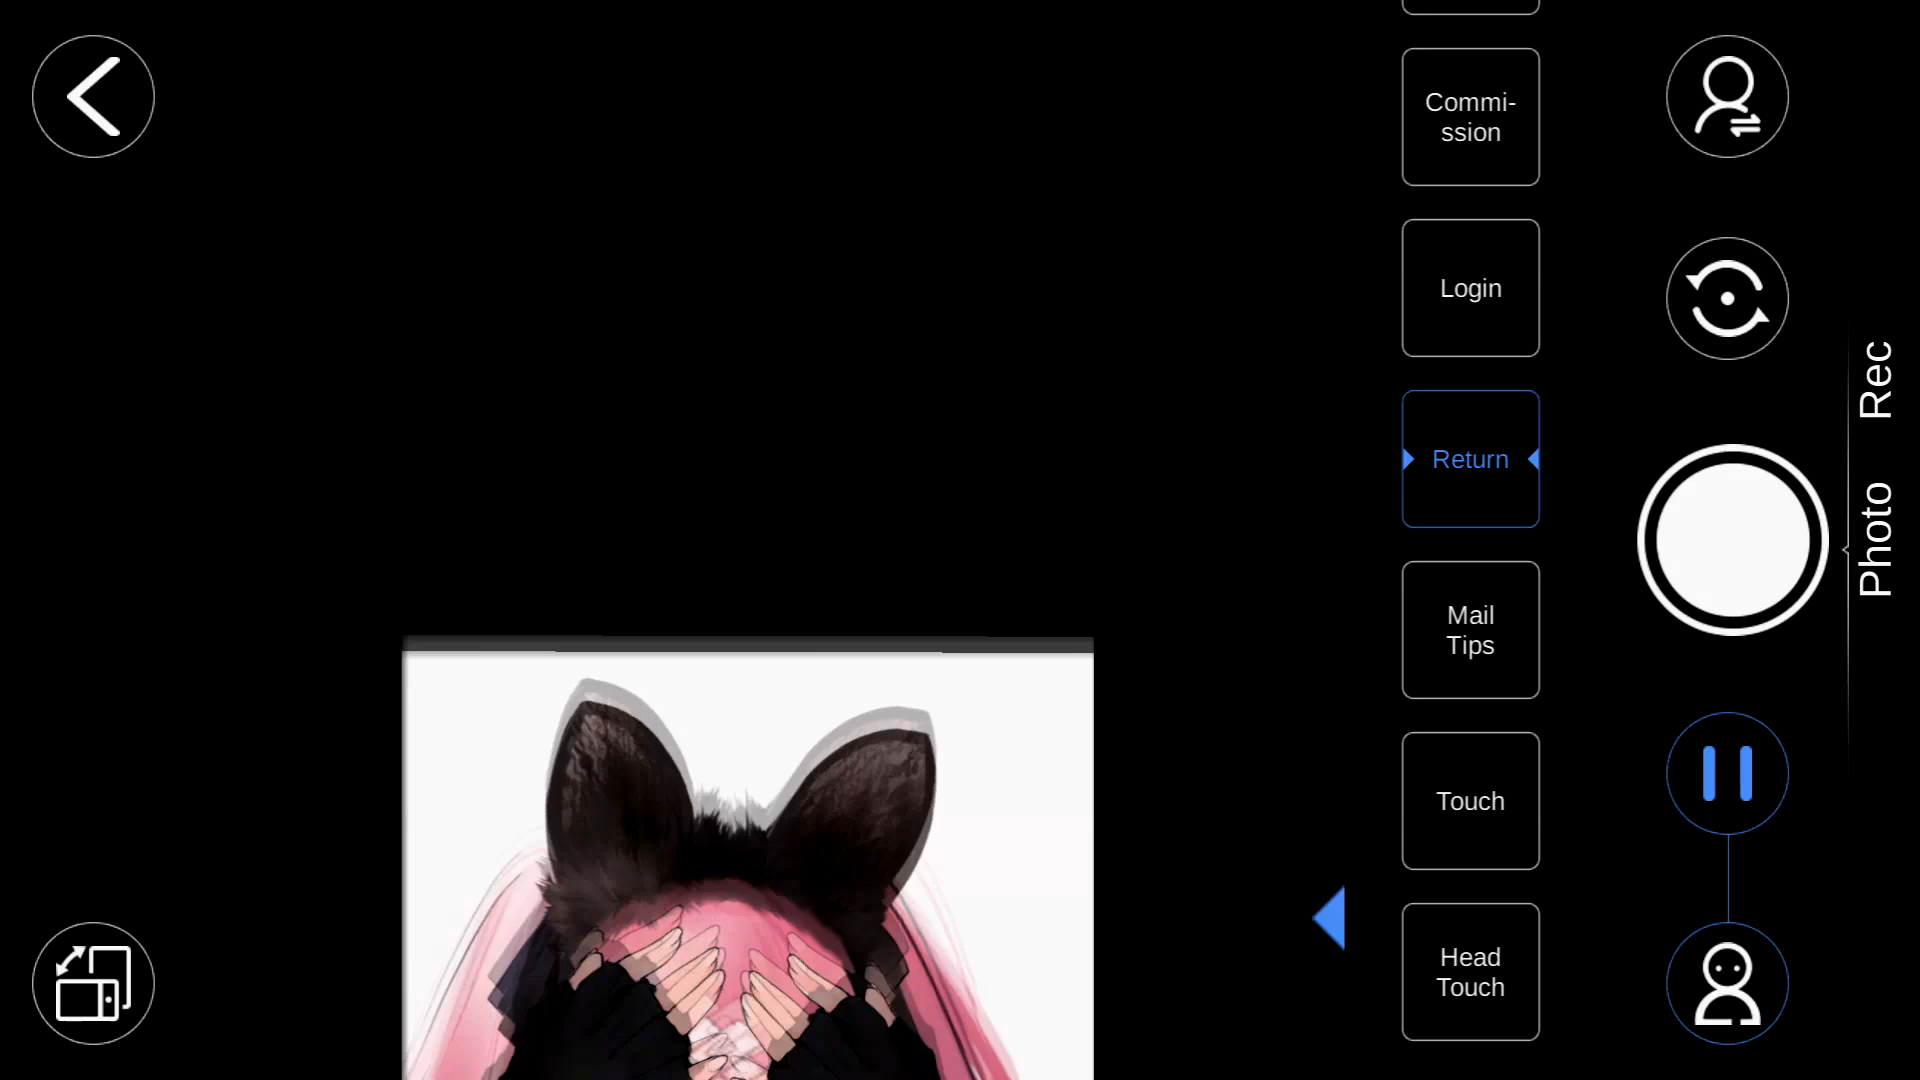 Commi-
ssion
Login
Return
Mail
Tips
Touch
Head
Touch
Rec
Photo